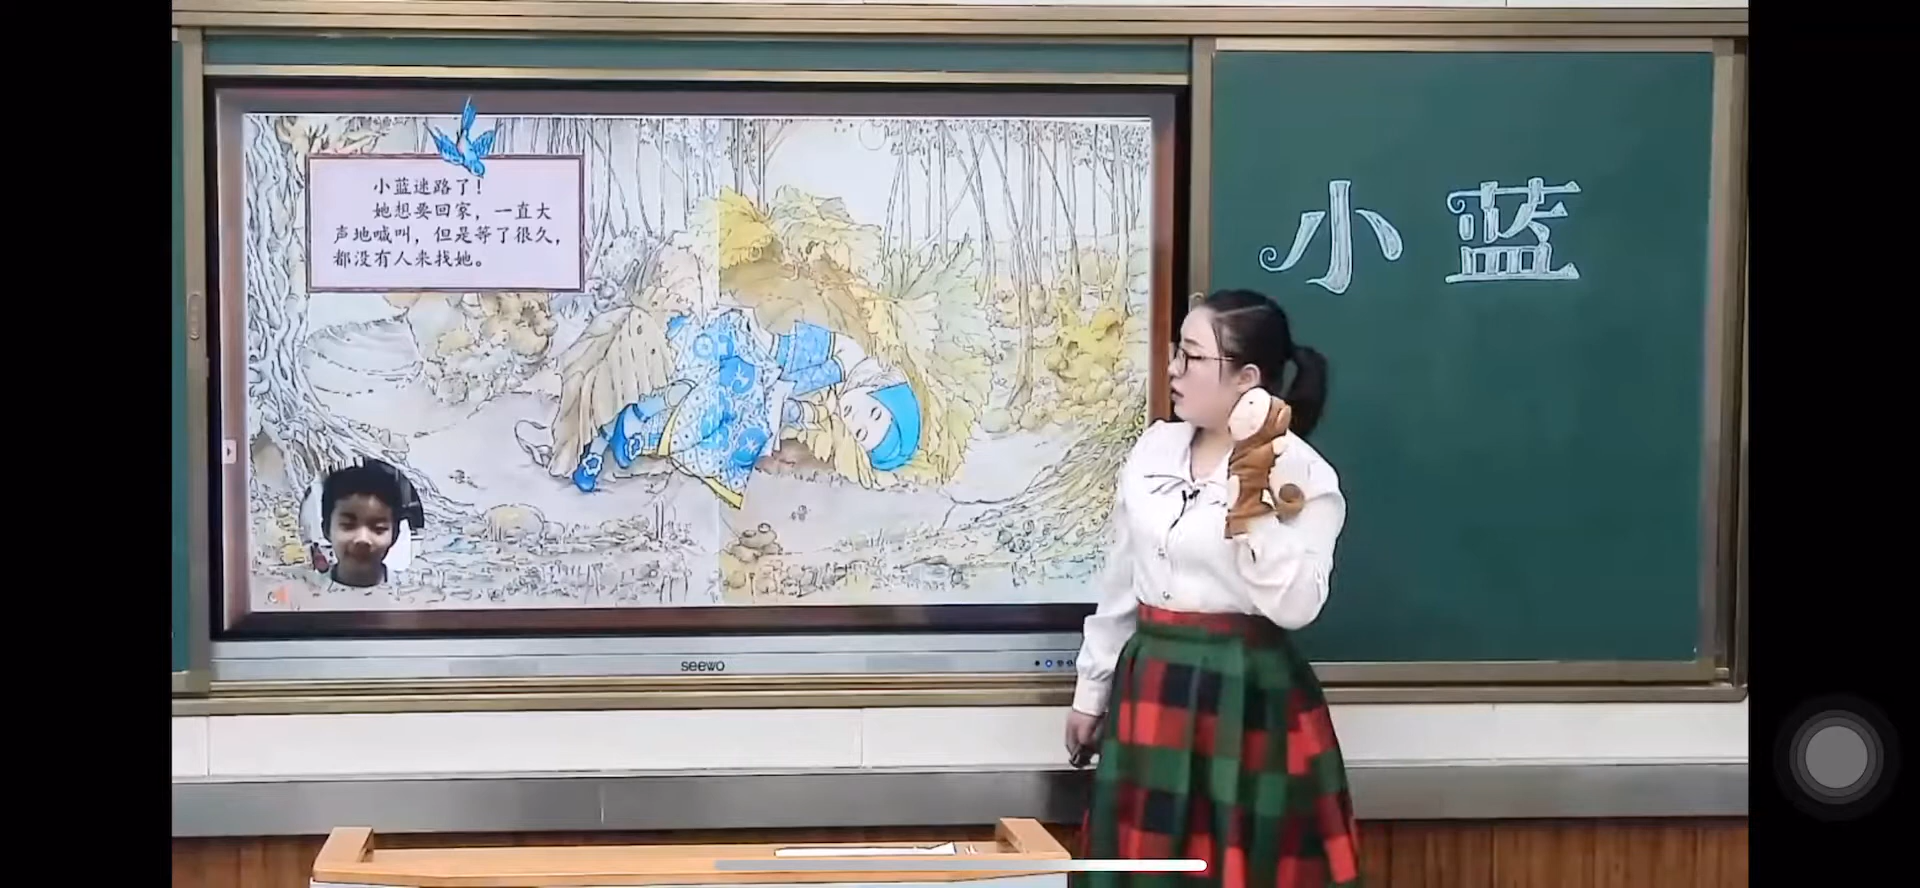 小蓝迷路了！
她想要回家，一直大
声地喊叫，但是等了很久，
都没有人来找她。
小蓝
seewo